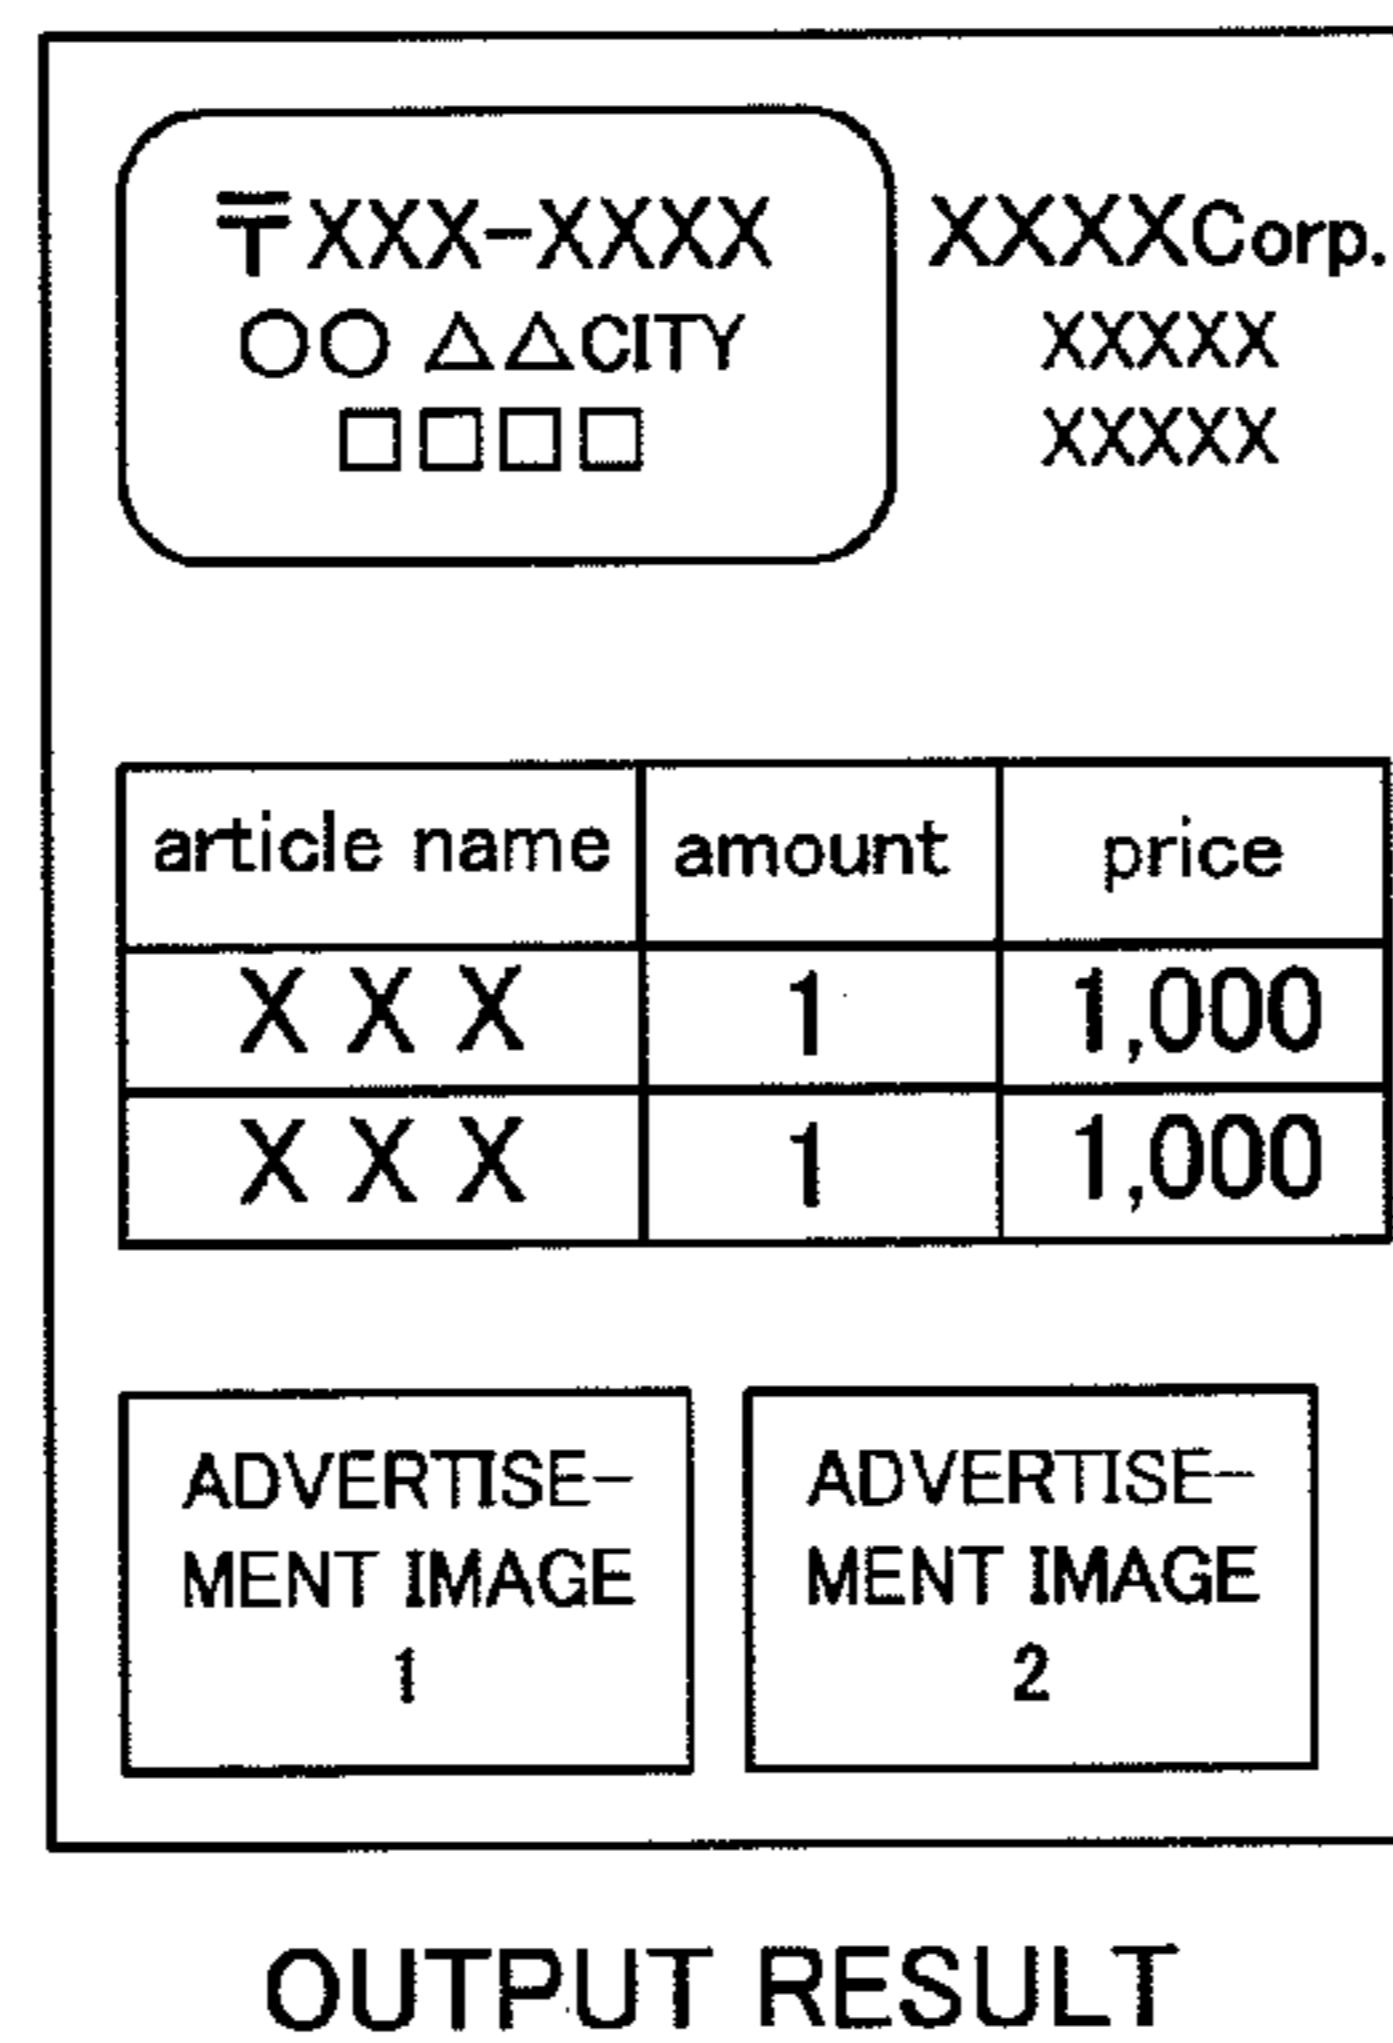 〒XXX-XXXX
○○ △△CITY
□□□□
XXXXCorp.
XXXXX
XXXXX
article name amount price
X X X 1 1,000
X X X 1 1,000
ADVERTISE-
MENT IMAGE
1
ADVERTISE-
MENT IMAGE
2
OUTPUT RESULT